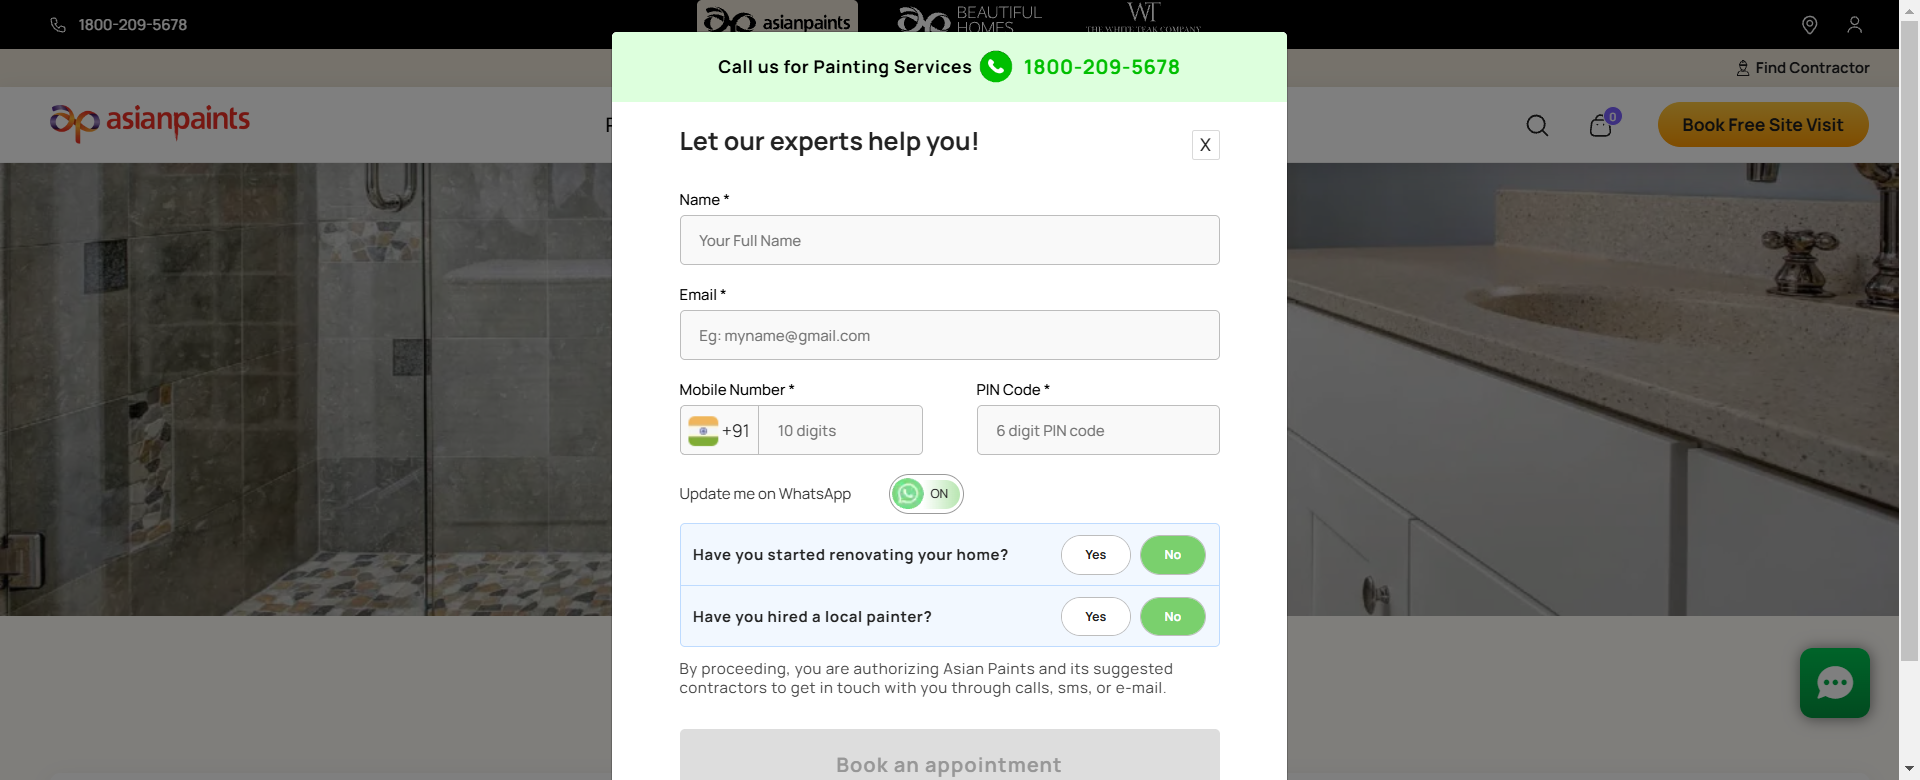 1800-209-5678
asianpaints
BEAUTIFUL
HOMES
WT
THE WHITE TEAK COMPANY
Call us for Painting Services 1800-209-5678
Find Contractor
asianpaints
0
Book Free Site Visit
Let our experts help you!
X
Name *
Your Full Name
Email *
Eg: myname@gmail.com
Mobile Number *
PIN Code *
+91
10 digits
6 digit PIN code
Update me on WhatsApp
ON
Have you started renovating your home?
Yes
No
Have you hired a local painter?
Yes
No
By proceeding, you are authorizing Asian Paints and its suggested
contractors to get in touch with you through calls, sms, or e-mail.
Book an appointment